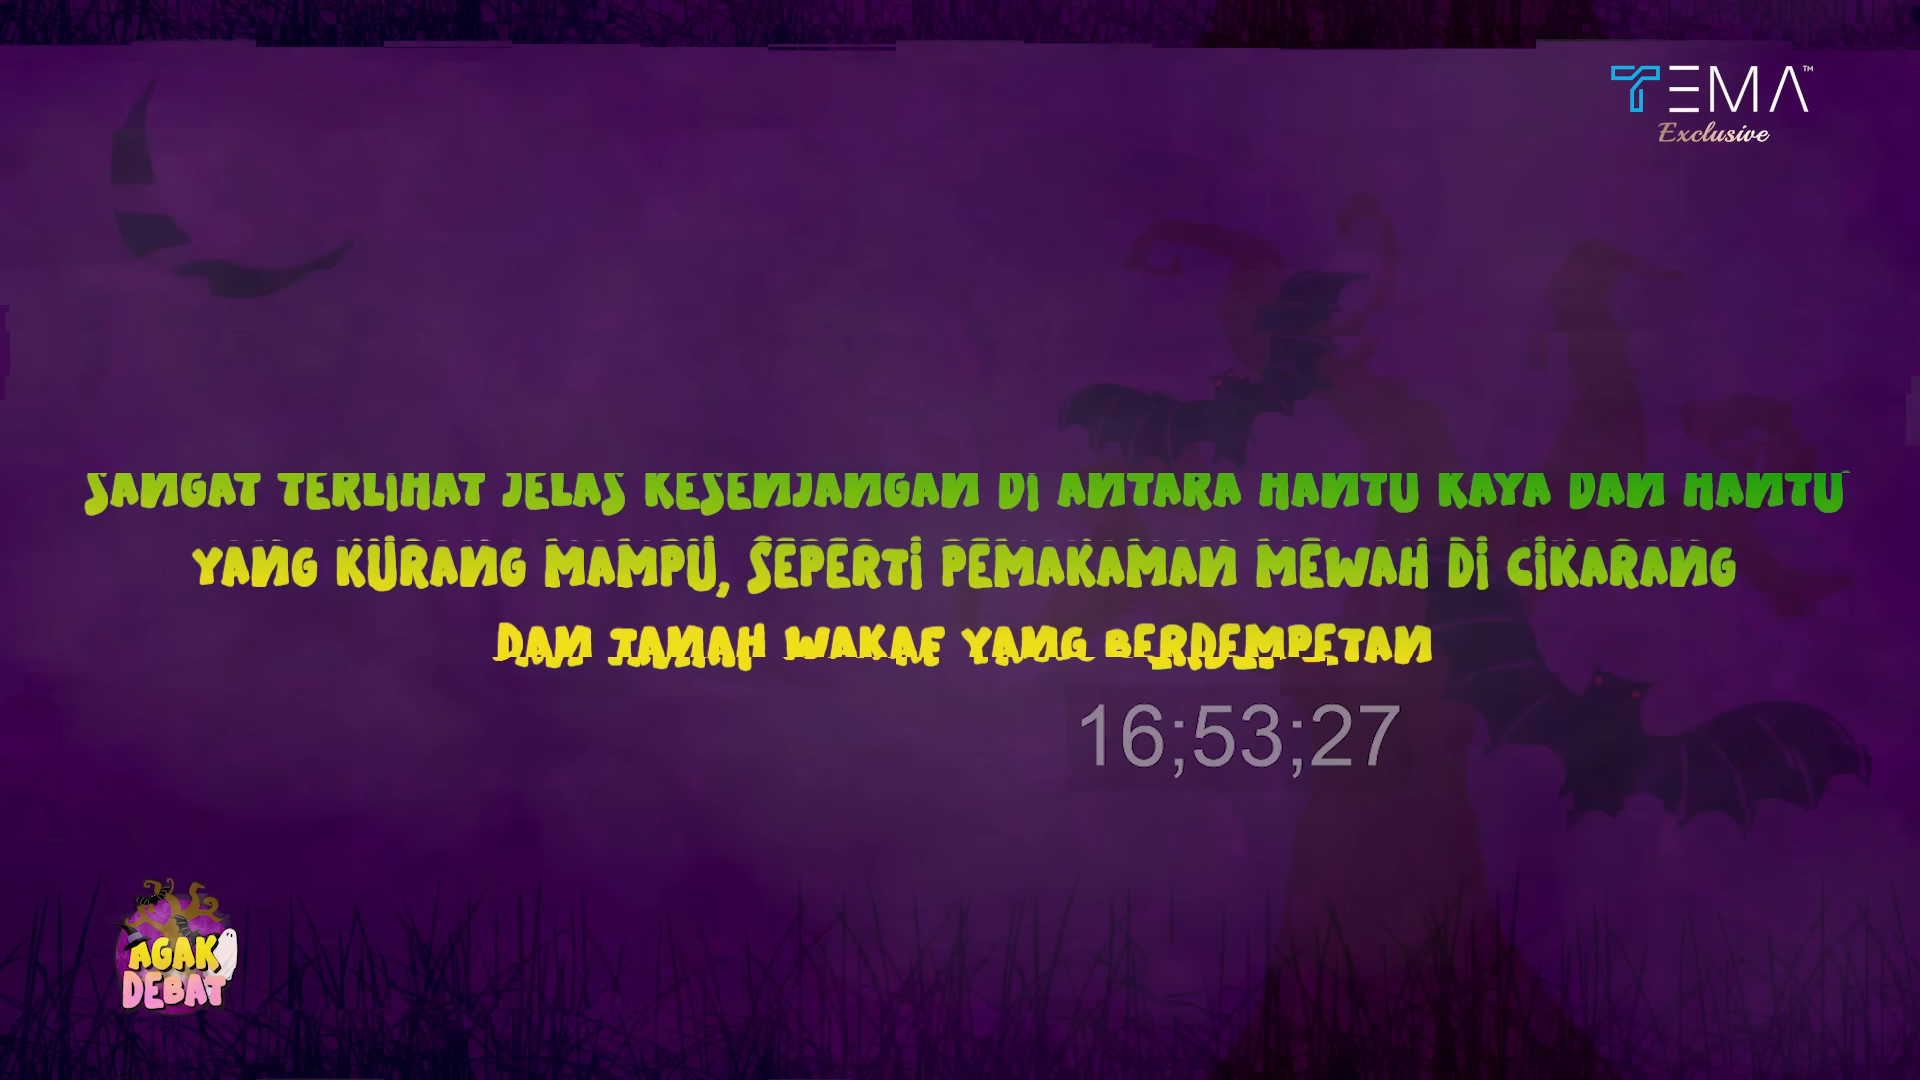 TEMA™
Exclusive
SANGAT TERLIHAT JELAS KESENJANGAN DI ANTARA HANTU KAYA DAN HANTU
YANG KURANG MAMPU, SEPERTI PEMAKAMAN MEWAH DI CIKARANG
DAN TANAH WAKAF YANG BERDEMPETAN
16;53;27
AGAK
DEBAT